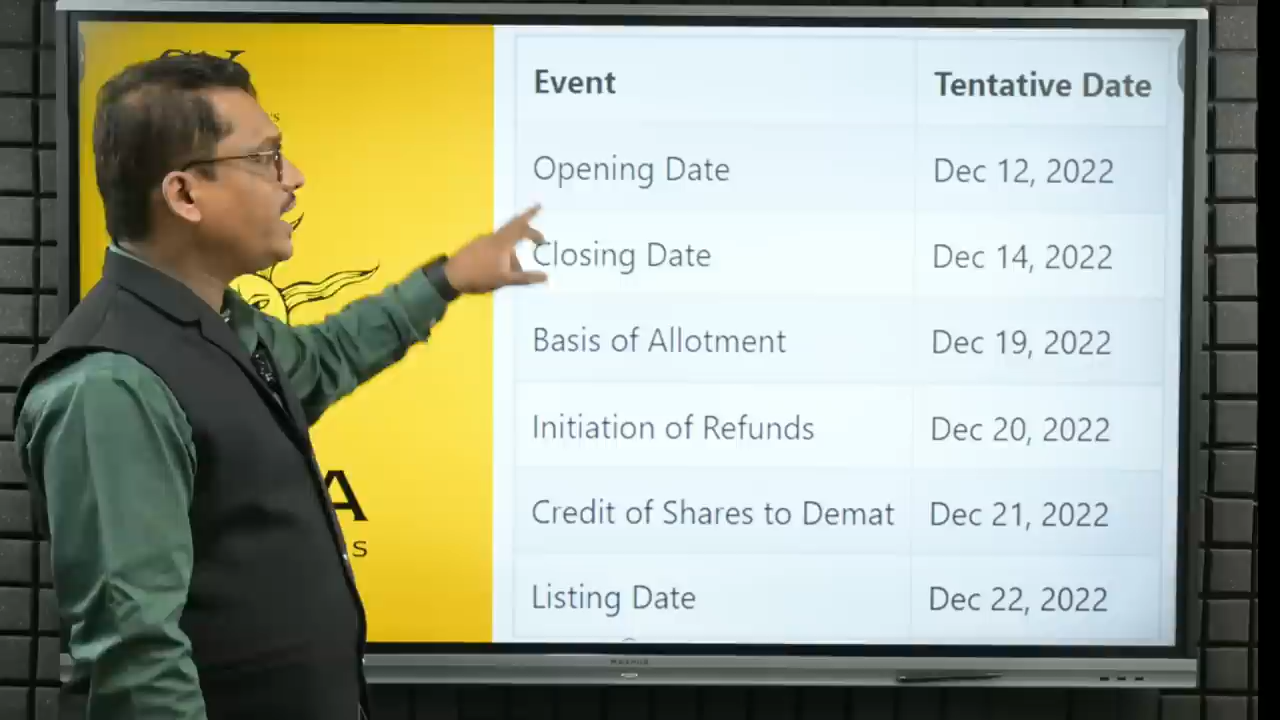 Event Tentative Date
Opening Date Dec 12, 2022
Closing Date Dec 14, 2022
Basis of Allotment Dec 19, 2022
Initiation of Refunds Dec 20, 2022
Credit of Shares to Demat Dec 21, 2022
Listing Date Dec 22, 2022